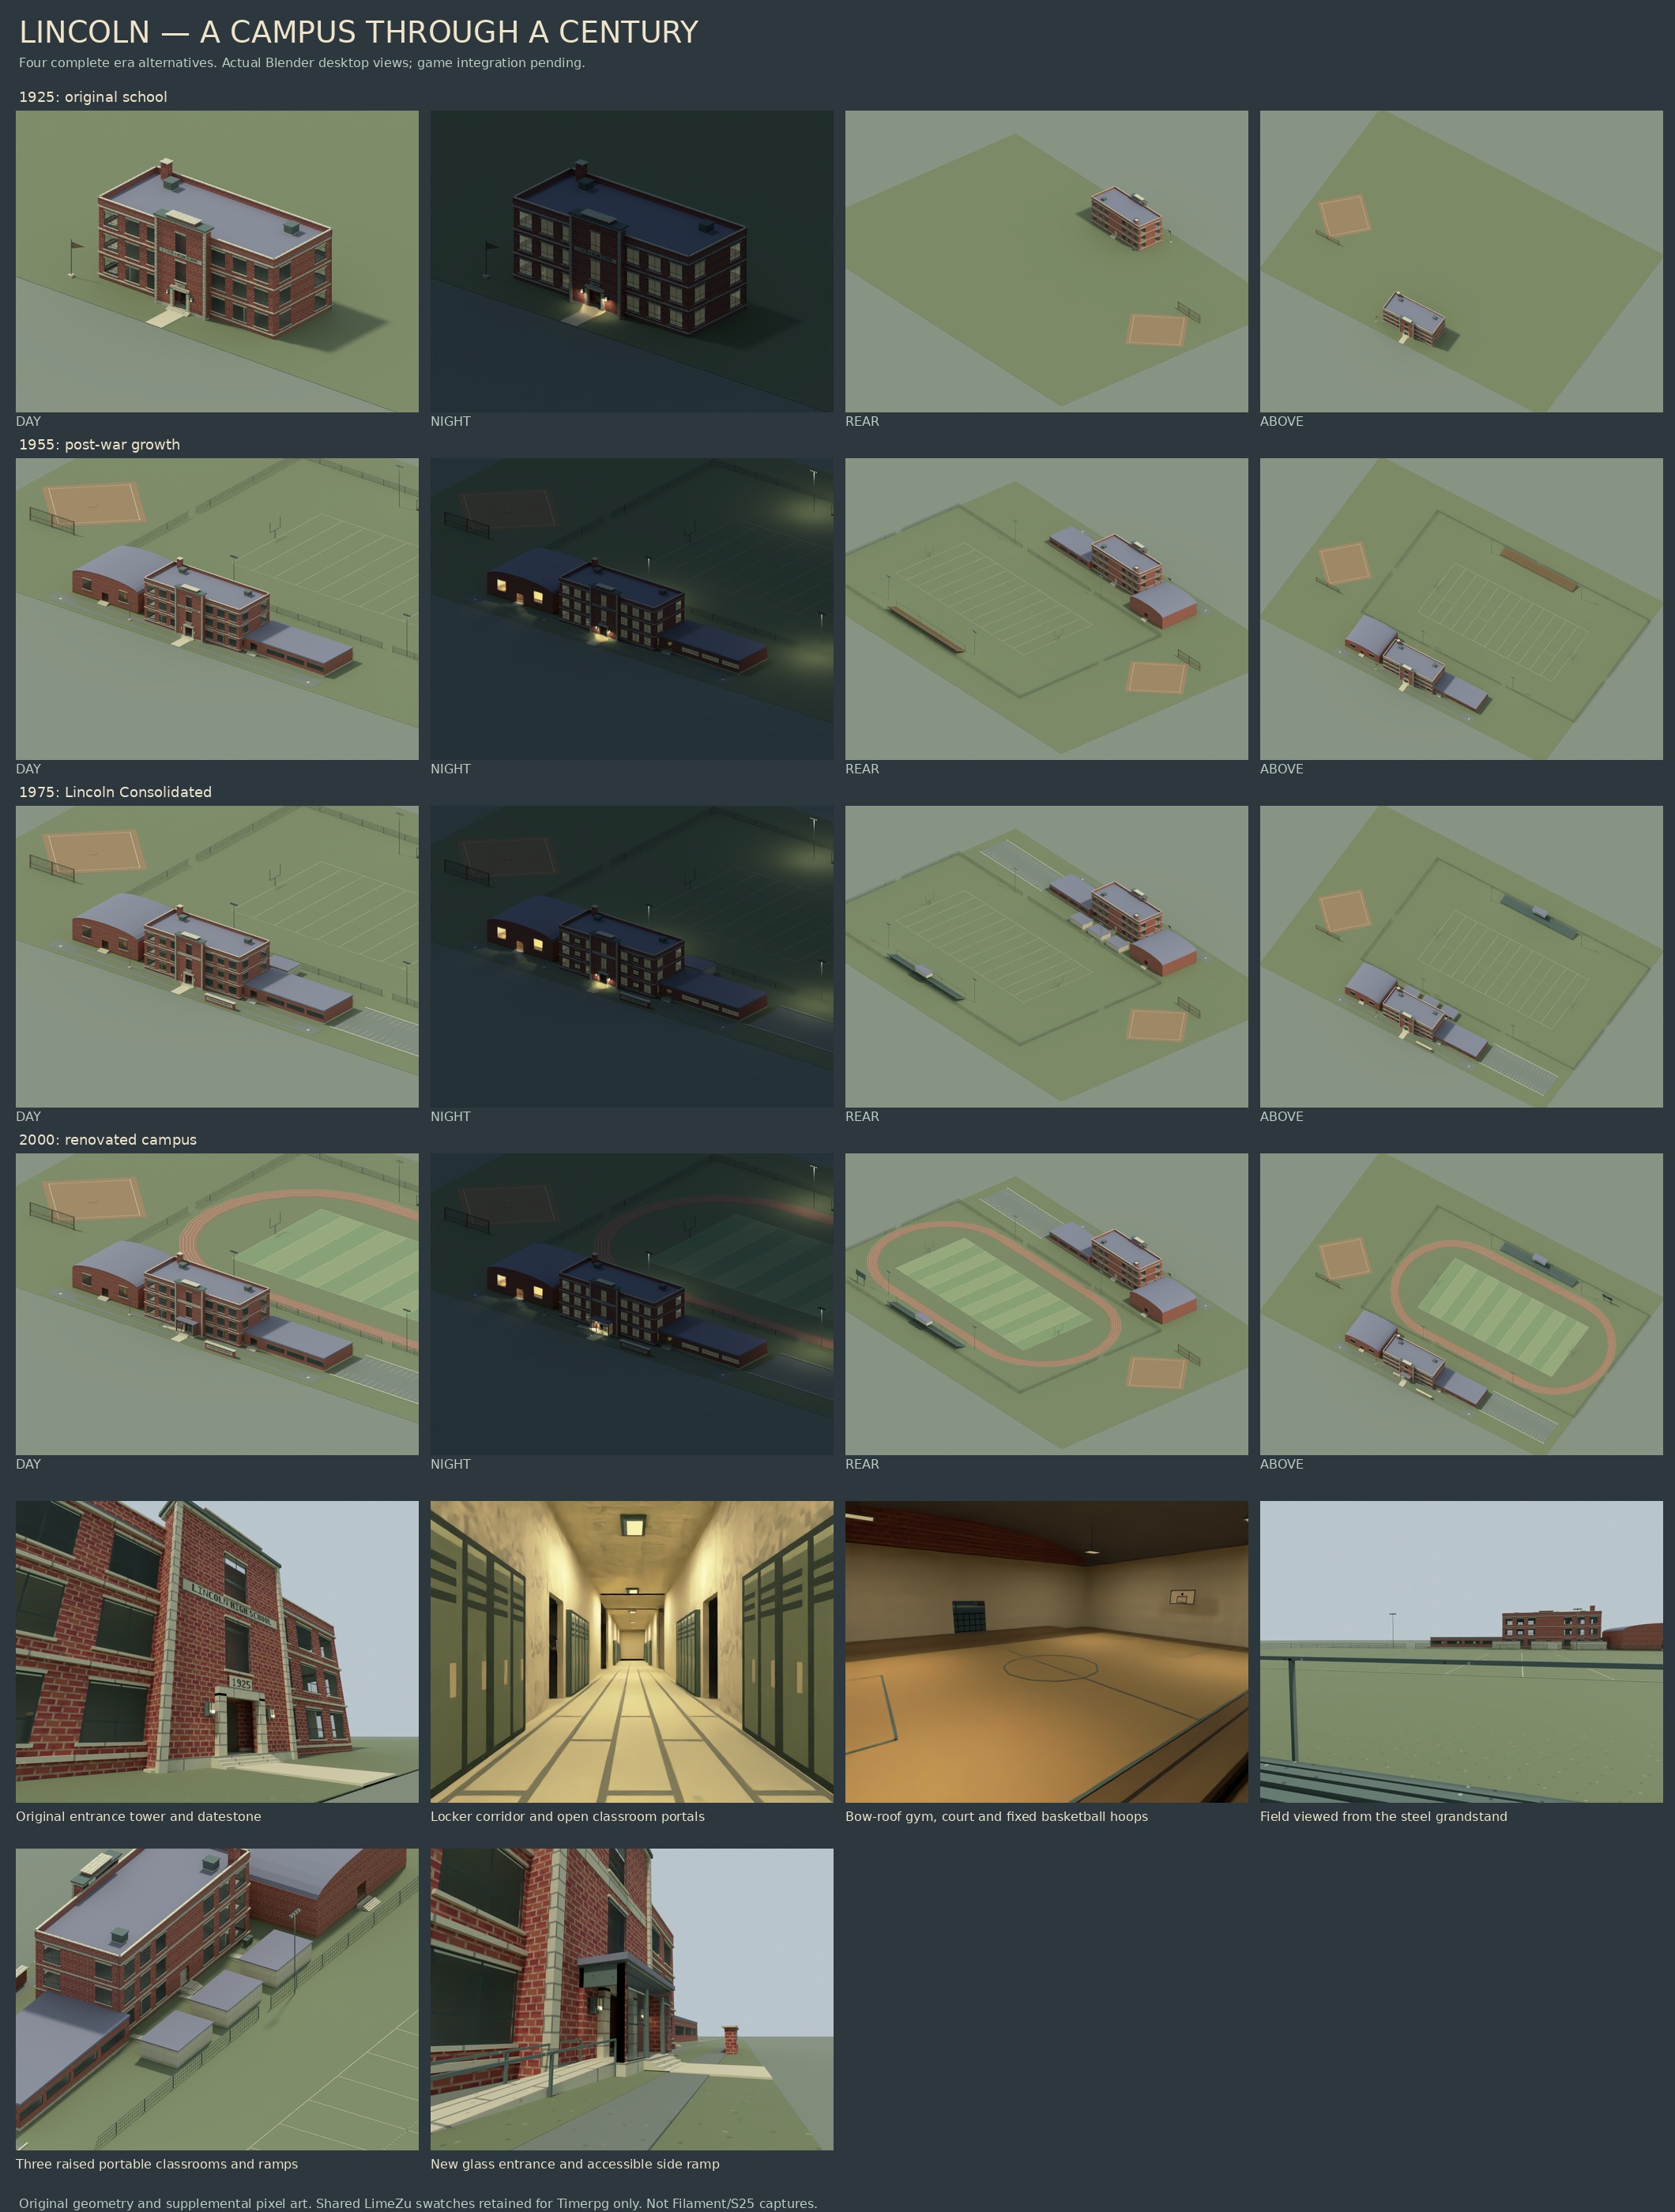 LINCOLN — A CAMPUS THROUGH A CENTURY
Four complete era alternatives. Actual Blender desktop views; game integration pending.
1925: original school
DAY
NIGHT
REAR
ABOVE
1955: post-war growth
DAY
NIGHT
REAR
ABOVE
1975: Lincoln Consolidated
DAY
NIGHT
REAR
ABOVE
2000: renovated campus
DAY
NIGHT
REAR
ABOVE
LINCOLN HIGH SCHOOL
1925
Original entrance tower and datestone
Locker corridor and open classroom portals
Bow-roof gym, court and fixed basketball hoops
Field viewed from the steel grandstand
Three raised portable classrooms and ramps
New glass entrance and accessible side ramp
Original geometry and supplemental pixel art. Shared LimeZu swatches retained for Timerpg only. Not Filament/S25 captures.